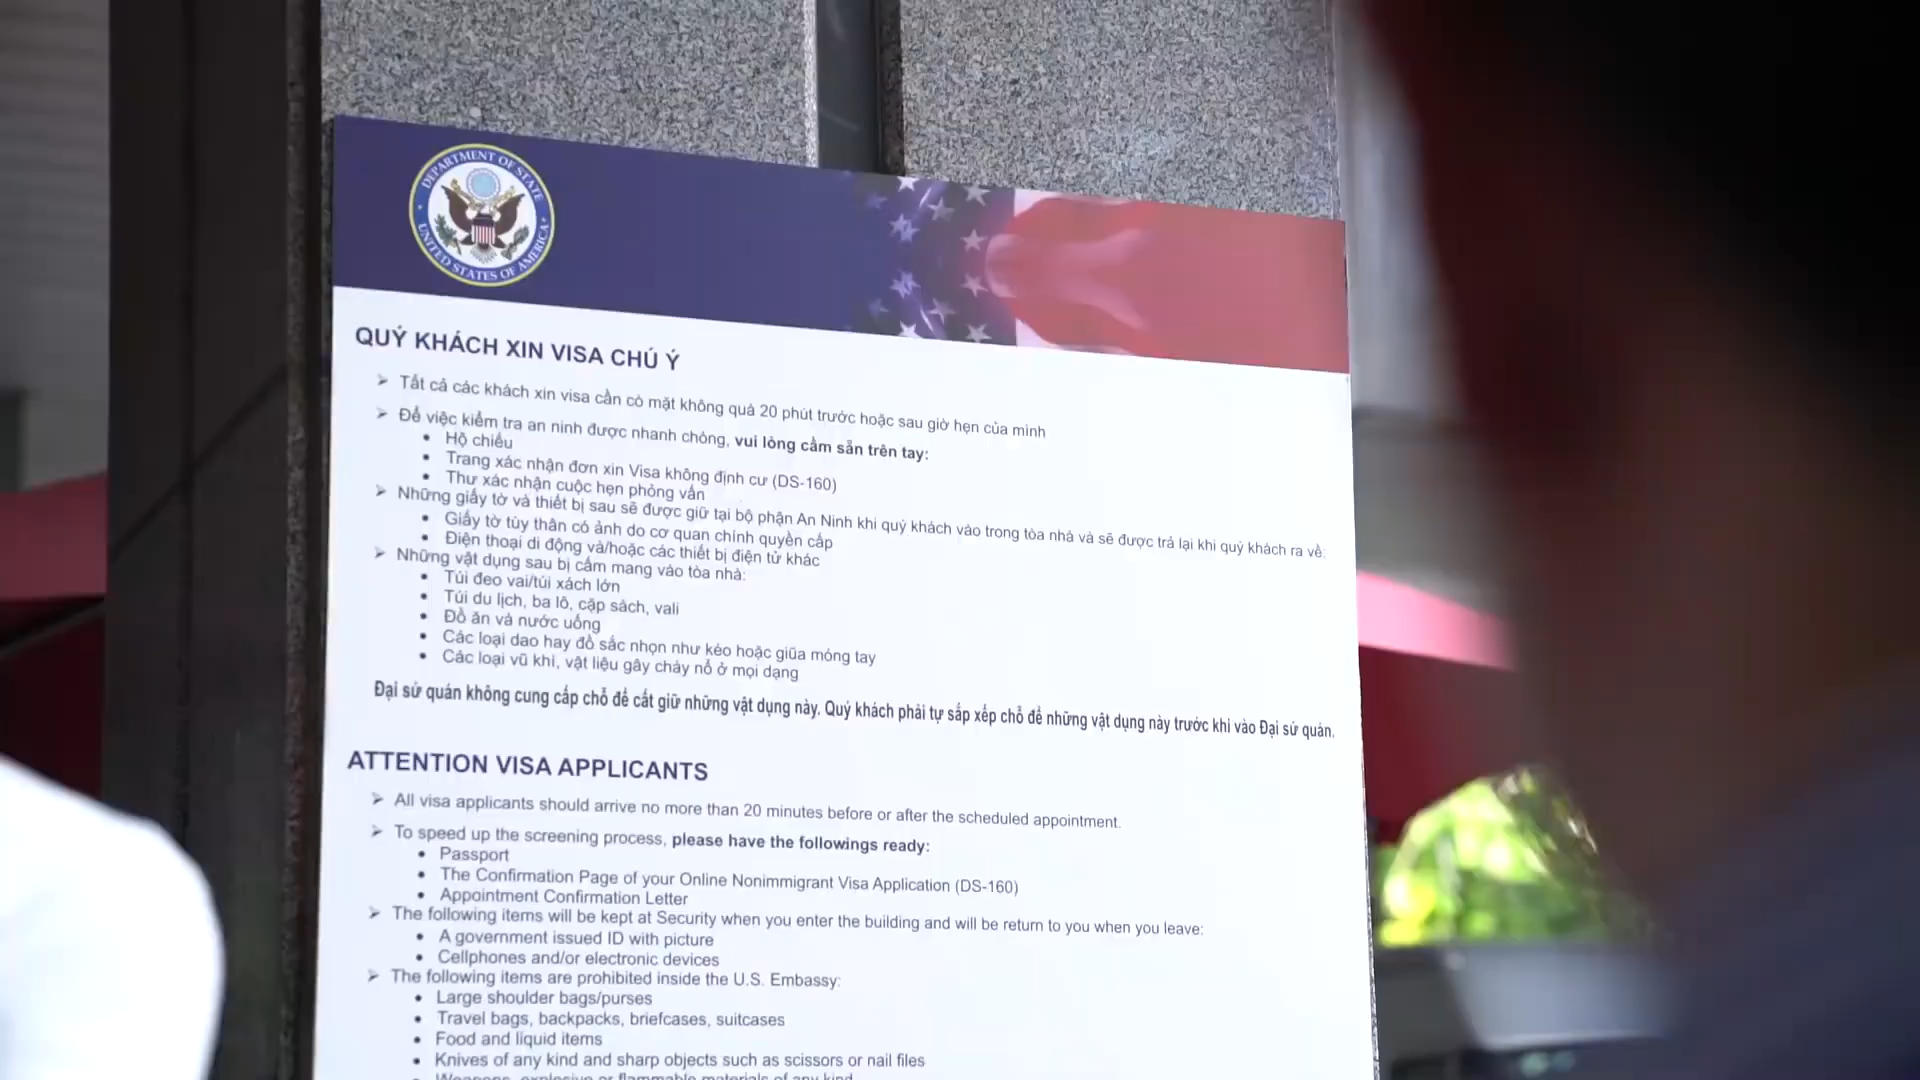 DEPARTMENT OF STATE
UNITED STATES OF AMERICA
QUÝ KHÁCH XIN VISA CHÚ Ý
➢ Tất cả các khách xin visa cần có mặt không quá 20 phút trước hoặc sau giờ hẹn của mình
➢ Để việc kiểm tra an ninh được nhanh chóng, vui lòng cầm sẵn trên tay:
• Hộ chiếu
• Trang xác nhận đơn xin Visa không định cư (DS-160)
• Thư xác nhận cuộc hẹn phỏng vấn
➢ Những giấy tờ và thiết bị sau sẽ được giữ tại bộ phận An Ninh khi quý khách vào trong tòa nhà và sẽ được trả lại khi quý khách ra về:
• Giấy tờ tùy thân có ảnh do cơ quan chính quyền cấp
• Điện thoại di động và/hoặc các thiết bị điện tử khác
➢ Những vật dụng sau bị cấm mang vào tòa nhà:
• Túi đeo vai/túi xách lớn
• Túi du lịch, ba lô, cặp sách, vali
• Đồ ăn và nước uống
• Các loại dao hay đồ sắc nhọn như kéo hoặc giũa móng tay
• Các loại vũ khí, vật liệu gây cháy nổ ở mọi dạng
Đại sứ quán không cung cấp chỗ để cất giữ những vật dụng này. Quý khách phải tự sắp xếp chỗ để những vật dụng này trước khi vào Đại sứ quán.
ATTENTION VISA APPLICANTS
➢ All visa applicants should arrive no more than 20 minutes before or after the scheduled appointment.
➢ To speed up the screening process, please have the followings ready:
• Passport
• The Confirmation Page of your Online Nonimmigrant Visa Application (DS-160)
• Appointment Confirmation Letter
➢ The following items will be kept at Security when you enter the building and will be return to you when you leave:
• A government issued ID with picture
• Cellphones and/or electronic devices
➢ The following items are prohibited inside the U.S. Embassy:
• Large shoulder bags/purses
• Travel bags, backpacks, briefcases, suitcases
• Food and liquid items
• Knives of any kind and sharp objects such as scissors or nail files
• Weapons, explosive or flammable materials of any kind